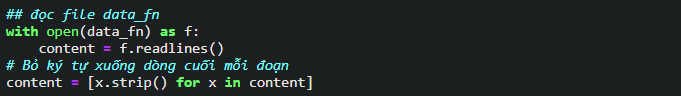 ## đọc file data_fn
with open(data_fn) as f:
    content = f.readlines()
# Bỏ ký tự xuống dòng cuối mỗi đoạn
content = [x.strip() for x in content]